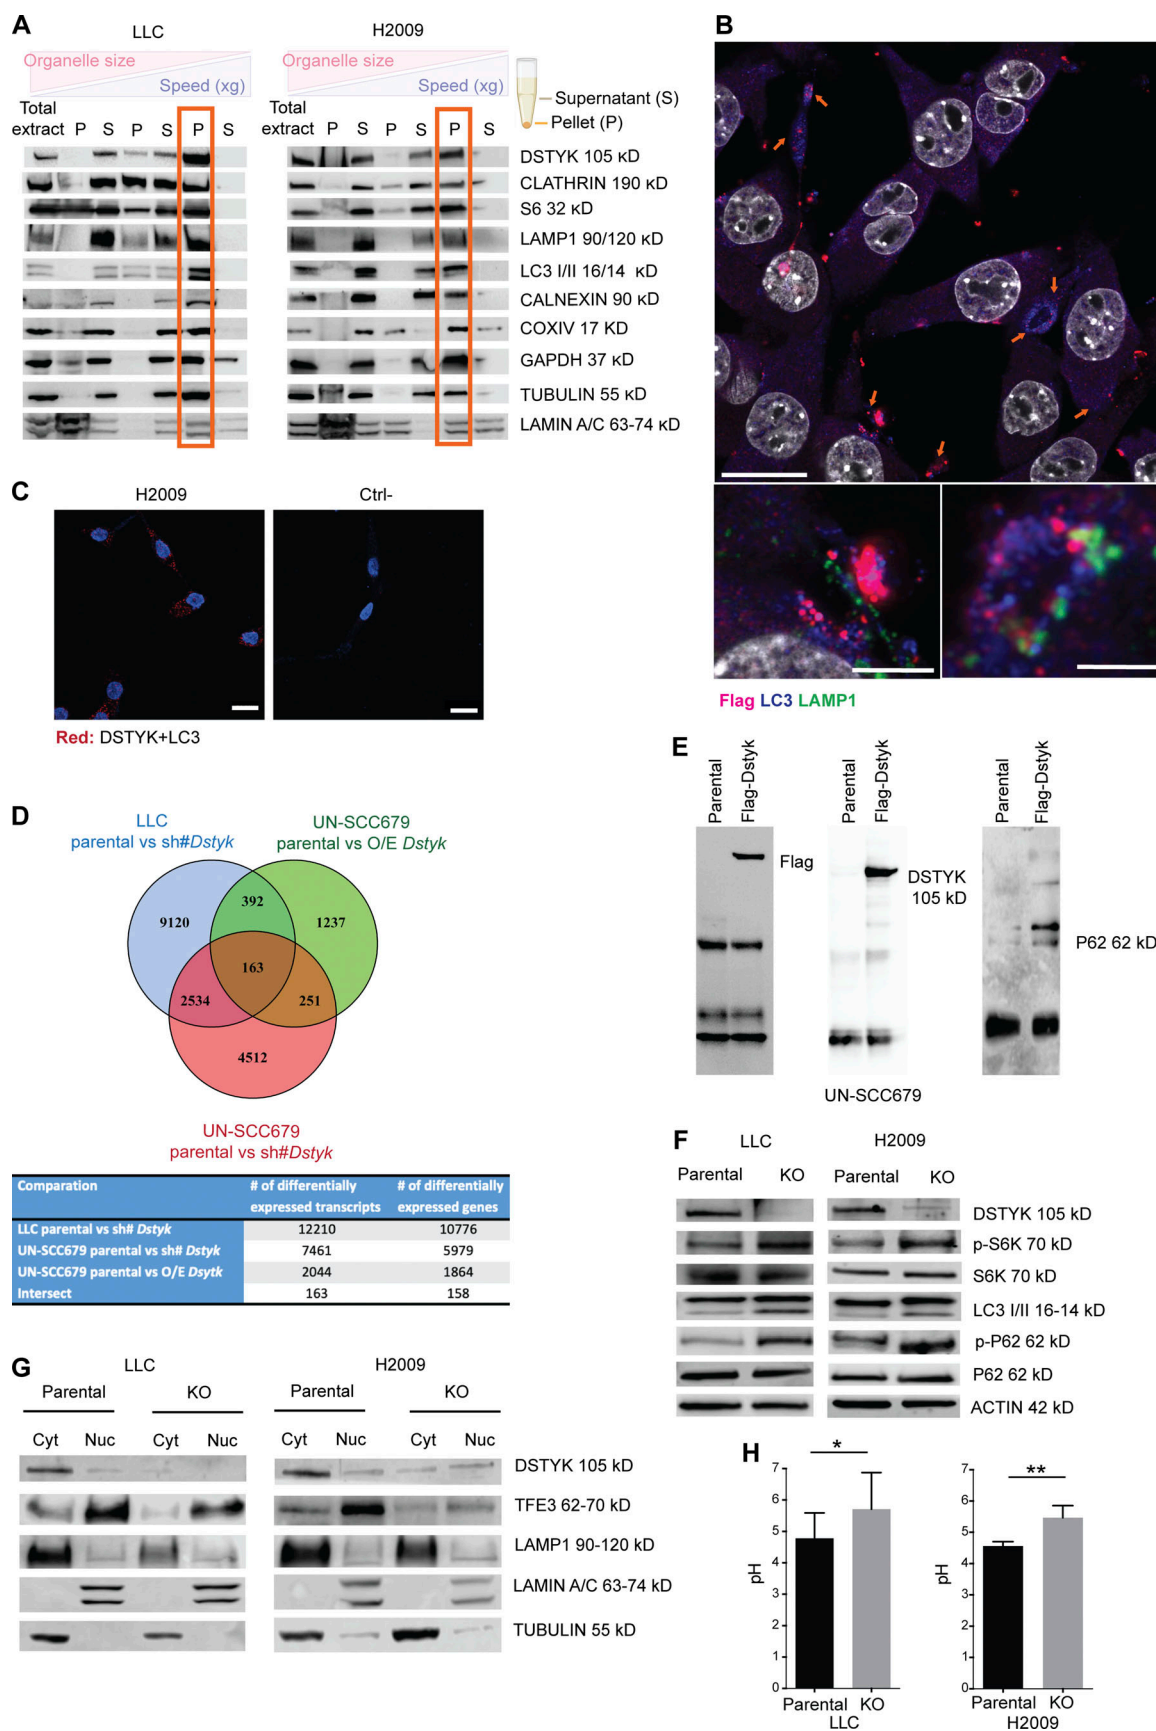 A
LLC
H2009
Organelle size
Speed (xg)
Organelle size
Speed (xg)
Supernatant (S)
Pellet (P)
Total extract P S P S P S
Total extract P S P S P S
DSTYK 105 κD
CLATHRIN 190 κD
S6 32 κD
LAMP1 90/120 κD
LC3 I/II 16/14 κD
CALNEXIN 90 κD
COXIV 17 KD
GAPDH 37 κD
TUBULIN 55 κD
LAMIN A/C 63-74 κD
B
Flag LC3 LAMP1
C
H2009
Ctrl-
Red: DSTYK+LC3
D
LLC
parental vs sh#Dstyk
UN-SCC679
parental vs O/E Dstyk
9120
392
1237
163
2534
251
4512
UN-SCC679
parental vs sh#Dstyk
Comparation # of differentially expressed transcripts # of differentially expressed genes
LLC parental vs sh# Dstyk 12210 10776
UN-SCC679 parental vs sh# Dstyk 7461 5979
UN-SCC679 parental vs O/E Dsytk 2044 1864
Intersect 163 158
E
Parental
Flag-Dstyk
Parental
Flag-Dstyk
Parental
Flag-Dstyk
Flag
DSTYK
105 kD
P62 62 kD
UN-SCC679
F
LLC
H2009
Parental KO
Parental KO
DSTYK 105 kD
p-S6K 70 kD
S6K 70 kD
LC3 I/II 16-14 kD
p-P62 62 kD
P62 62 kD
ACTIN 42 kD
G
LLC
H2009
Parental KO
Parental KO
Cyt Nuc Cyt Nuc
Cyt Nuc Cyt Nuc
DSTYK 105 kD
TFE3 62-70 kD
LAMP1 90-120 kD
LAMIN A/C 63-74 kD
TUBULIN 55 kD
H
*
7
6
5
4
3
2
1
0
pH
Parental KO
LLC
**
7
6
5
4
3
2
1
0
pH
Parental KO
H2009